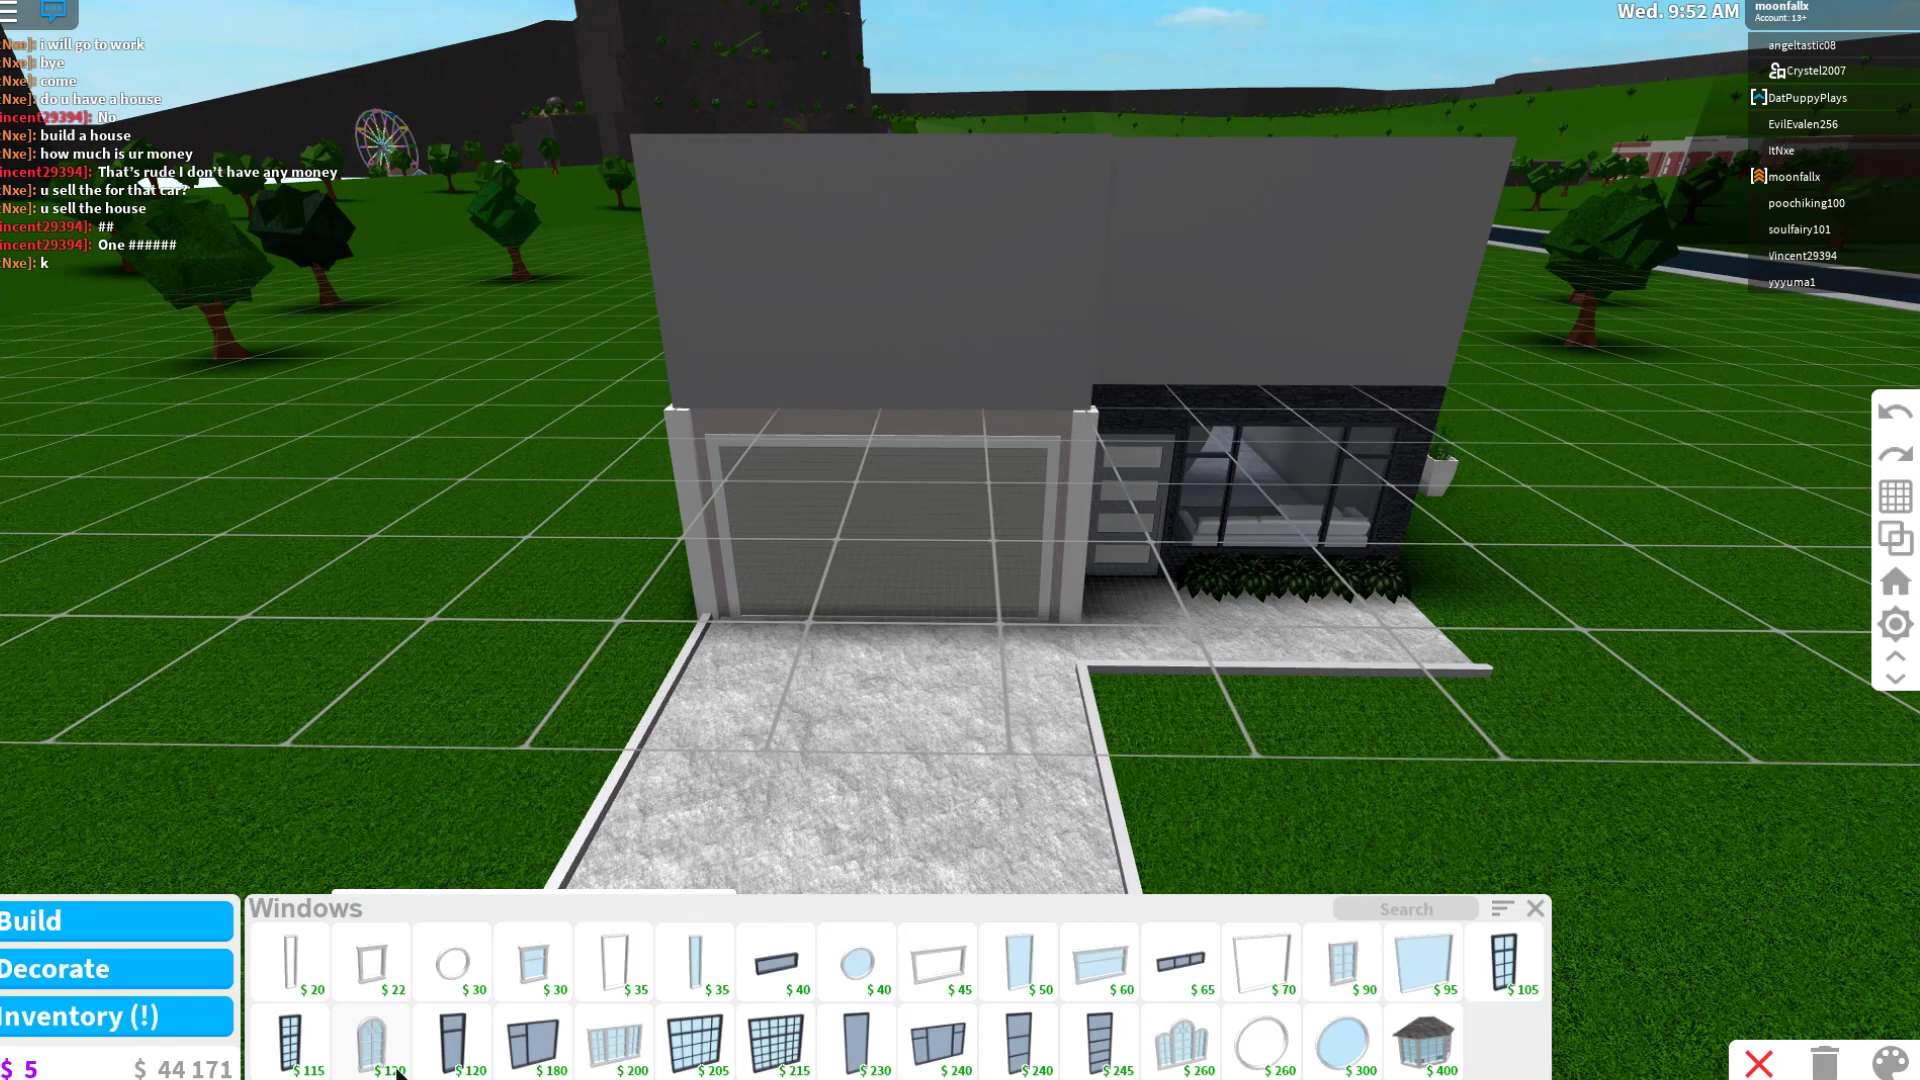 Wed. 9:52 AM
moonfallx
Account: 13+
Nxe]: i will go to work
Nxe]: bye
Nxe]: come
Nxe]: do u have a house
incent29394]: No
Nxe]: build a house
Nxe]: how much is ur money
incent29394]: That's rude I don't have any money
Nxe]: u sell the for that car?
Nxe]: u sell the house
incent29394]: ##
incent29394]: One ######
Nxe]: k
angeltastic08
Crystel2007
DatPuppyPlays
EvilEvalen256
ItNxe
moonfallx
poochiking100
soulfairy101
Vincent29394
yyyuma1
Build
Decorate
Inventory (!)
$ 5
$ 44 171
Windows
Search
$ 20
$ 22
$ 30
$ 30
$ 35
$ 35
$ 40
$ 40
$ 45
$ 50
$ 60
$ 65
$ 70
$ 90
$ 95
$ 105
$ 115
$ 120
$ 120
$ 180
$ 200
$ 205
$ 215
$ 230
$ 240
$ 240
$ 245
$ 260
$ 260
$ 300
$ 400